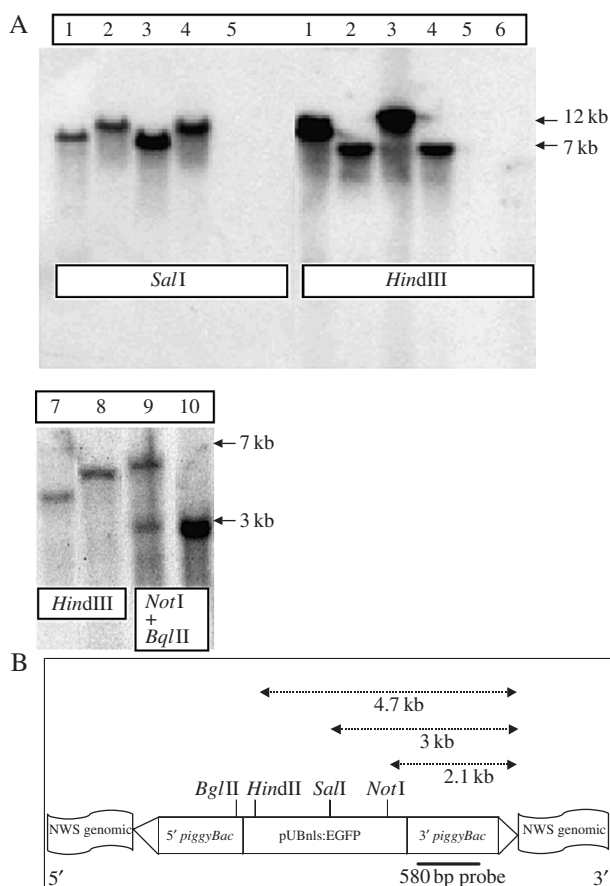 A
1 2 3 4 5 1 2 3 4 5 6
12 kb
7 kb
SalI HindIII
7 8 9 10
7 kb
3 kb
HindIII NotI
+
BqlII
B
4.7 kb
3 kb
2.1 kb
BglII HindII SalI NotI
NWS genomic 5′ piggyBac pUBnls:EGFP 3′ piggyBac NWS genomic
5′ 580 bp probe 3′